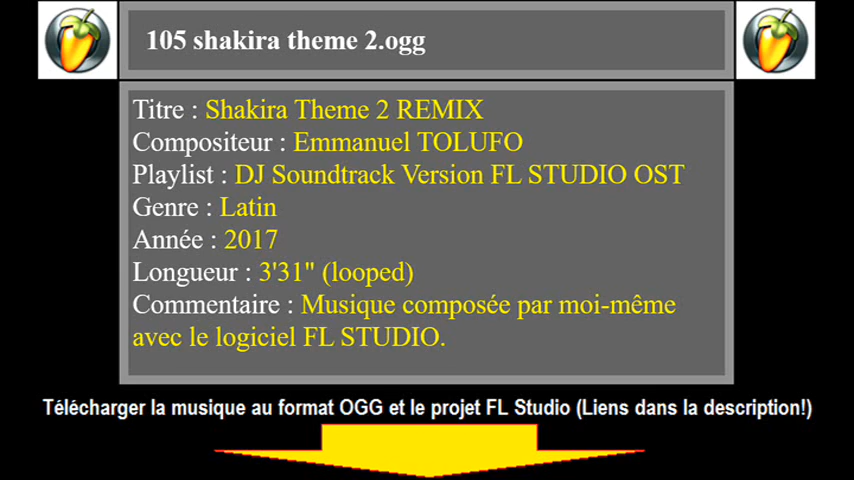 105 shakira theme 2.ogg
Titre : Shakira Theme 2 REMIX
Compositeur : Emmanuel TOLUFO
Playlist : DJ Soundtrack Version FL STUDIO OST
Genre : Latin
Année : 2017
Longueur : 3'31" (looped)
Commentaire : Musique composée par moi-même
avec le logiciel FL STUDIO.
Télécharger la musique au format OGG et le projet FL Studio (Liens dans la description!)